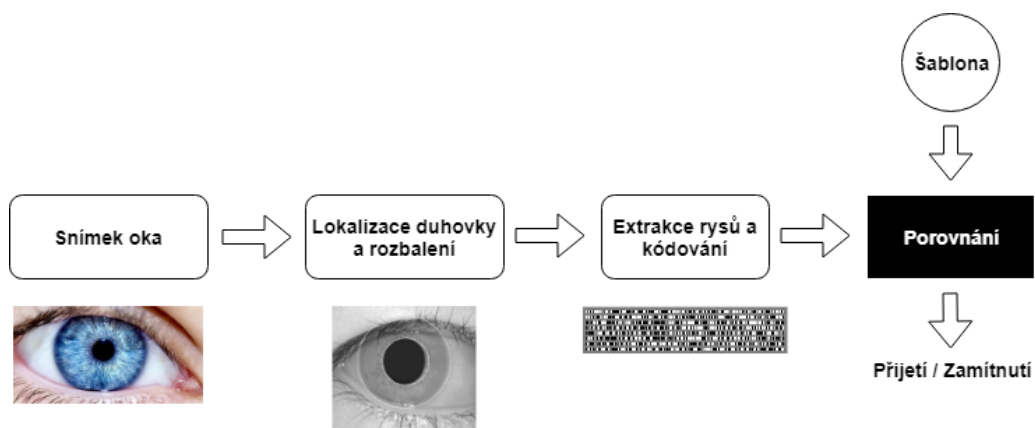 Šablona
Snímek oka
Lokalizace duhovky
a rozbalení
Extrakce rysů a
kódování
Porovnání
Přijetí / Zamítnutí